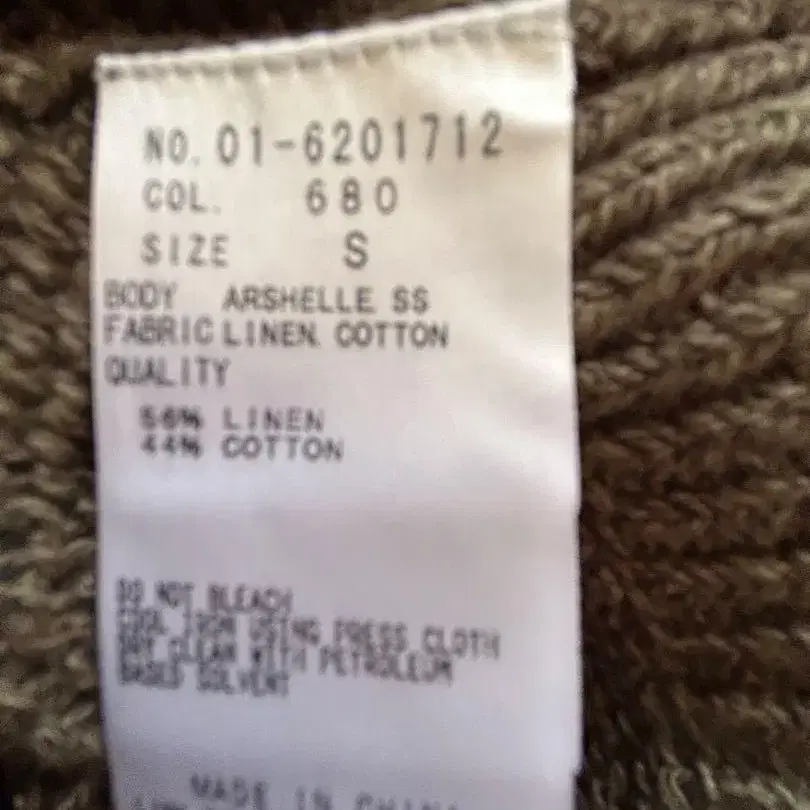 NO. 01-6201712
COL. 680
SIZE S
BODY ARSHELLE SS
FABRIC LINEN COTTON
QUALITY
56% LINEN
44% COTTON
DO NOT BLEACH
COOL IRON USING PRESS CLOTH
DRY CLEAN WITH PETROLEUM
BASED SOLVENT
MADE IN CHINA